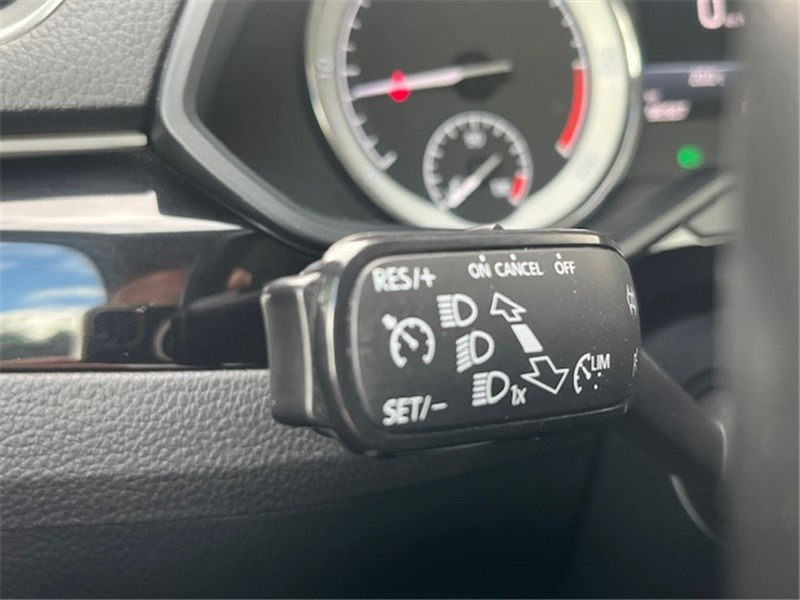 ON CANCEL OFF
RES/+
LIM
1x
SET/-